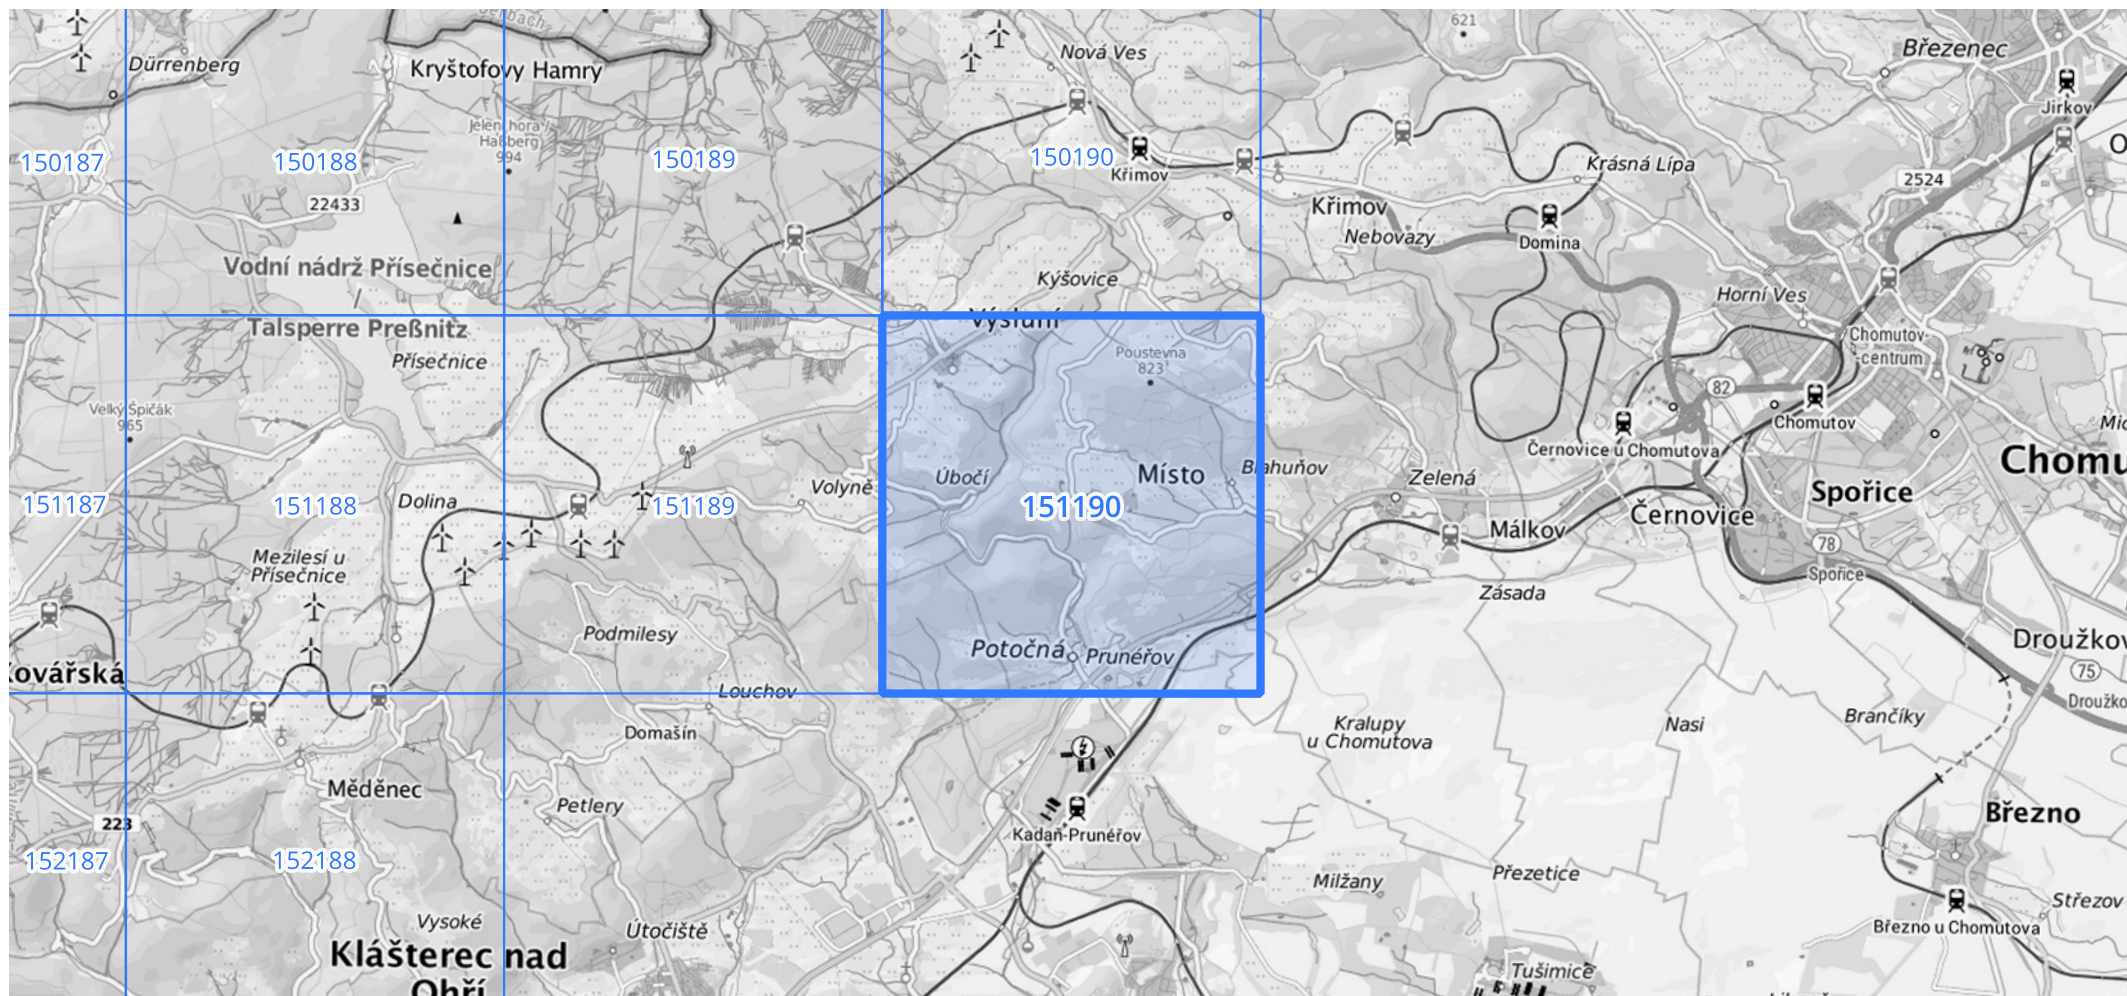 621
Nová Ves
Březenec
Dürrenberg
Kryštofovy Hamry
Jirkov
Jelení hora /
Haßberg
994
150187
150188
150189
150190
Křimov
Krásná Lípa
2524
22433
Křimov
Nebovazy
Domina
Vodní nádrž Přísečnice
/
Talsperre Preßnitz
Kýšovice
Horní Ves
Výsluní
Přísečnice
Poustevna
823
Chomutov-
centrum
82
Velký Špičák
965
Chomutov
Černovice u Chomutova
Chomu
Úbočí
Místo
Blahuňov
Zelená
Volyně
Spořice
Dolina
151187
151188
151189
151190
Černovice
Málkov
78
Mezilesí u
Přísečnice
Spořice
Zásada
Podmilesy
Potočná
Prunéřov
Droužkov
Kovářská
75
Louchov
Droužko
Domašín
Kralupy
u Chomutova
Nasi
Brančíky
Měděnec
Petlery
Březno
223
Kadaň-Prunéřov
152187
152188
Milžany
Přezetice
Střezov
Vysoké
Útočiště
Březno u Chomutova
Klášterec nad
Ohří
Tušimice